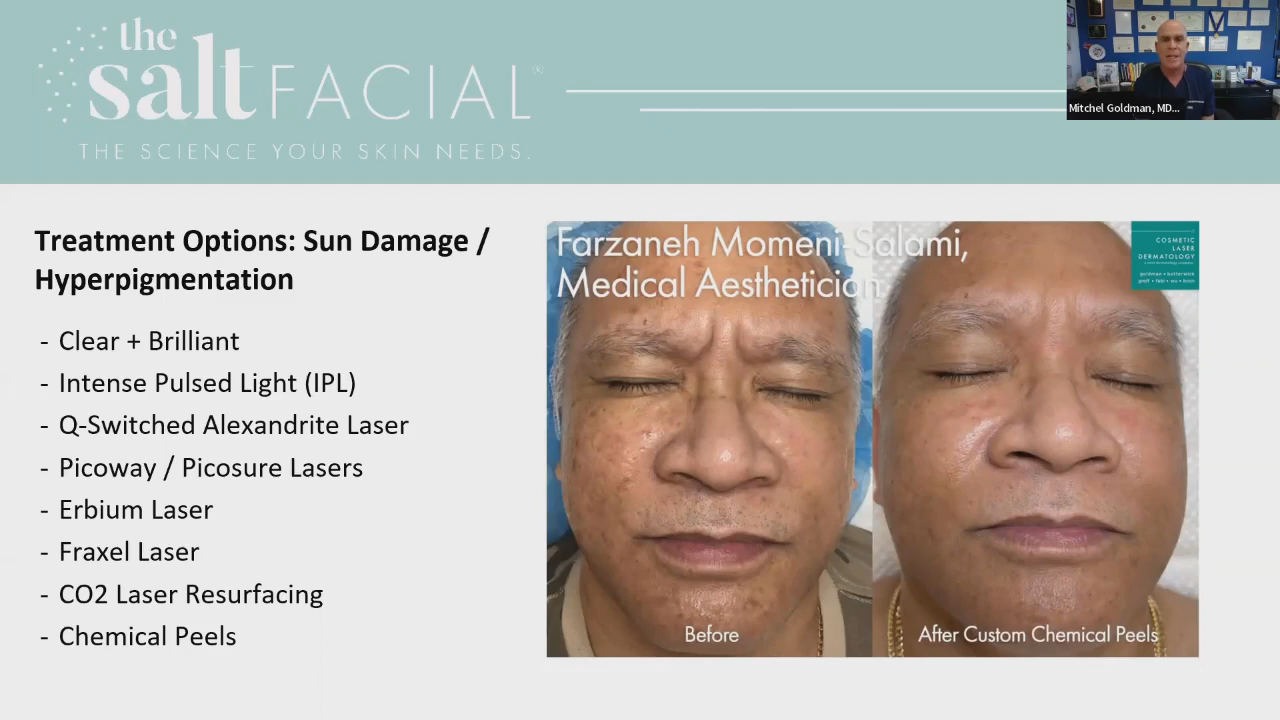 the
salt FACIAL®
THE SCIENCE YOUR SKIN NEEDS.
Mitchel Goldman, MD...
Treatment Options: Sun Damage /
Hyperpigmentation
- Clear + Brilliant
- Intense Pulsed Light (IPL)
- Q-Switched Alexandrite Laser
- Picoway / Picosure Lasers
- Erbium Laser
- Fraxel Laser
- CO2 Laser Resurfacing
- Chemical Peels
Farzaneh Momeni-Salami,
Medical Aesthetician
COSMETIC
LASER
DERMATOLOGY
goldman • butterwick
Before
After Custom Chemical Peels